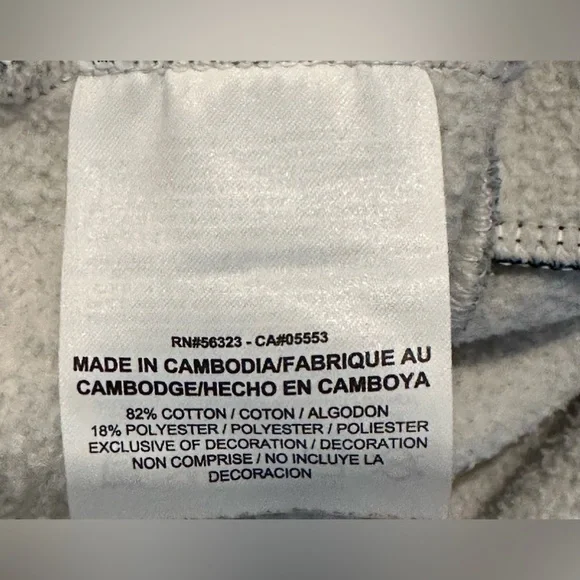 RN#56323 - CA#05553
MADE IN CAMBODIA/FABRIQUE AU
CAMBODGE/HECHO EN CAMBOYA
82% COTTON / COTON / ALGODON
18% POLYESTER / POLYESTER / POLIESTER
EXCLUSIVE OF DECORATION / DECORATION
NON COMPRISE / NO INCLUYE LA
DECORACION